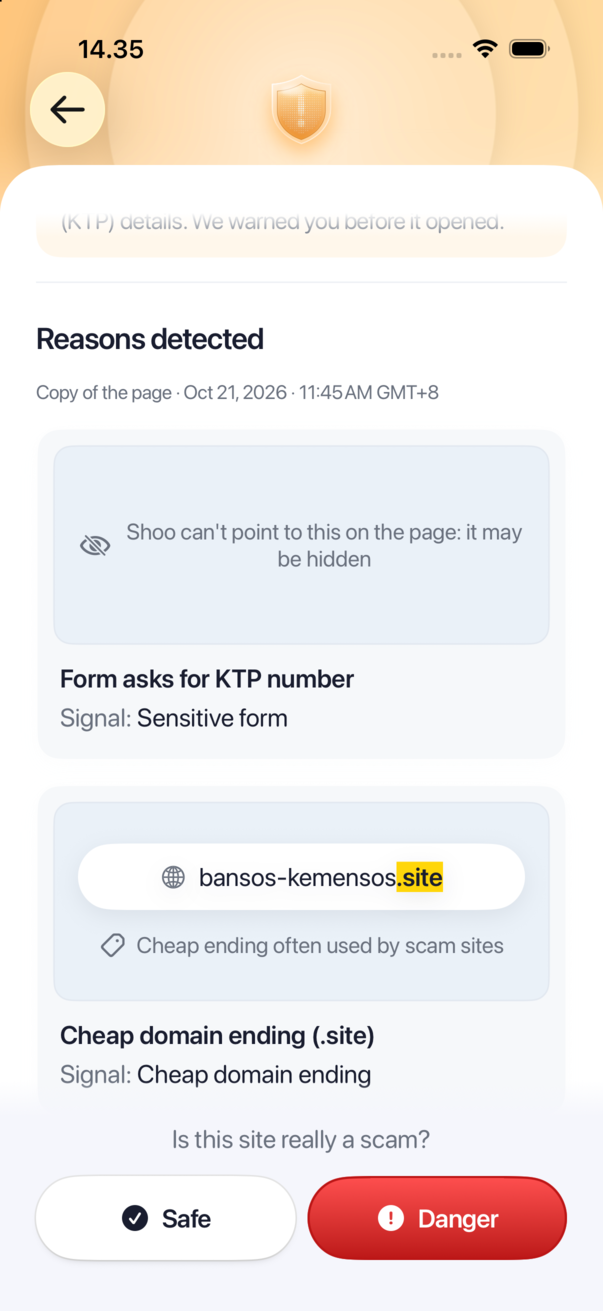 14.35
(KTP) details. We warned you before it opened.
Reasons detected
Copy of the page · Oct 21, 2026 · 11:45 AM GMT+8
Shoo can't point to this on the page: it may
be hidden
Form asks for KTP number
Signal: Sensitive form
bansos-kemensos.site
Cheap ending often used by scam sites
Cheap domain ending (.site)
Signal: Cheap domain ending
Is this site really a scam?
Safe
Danger